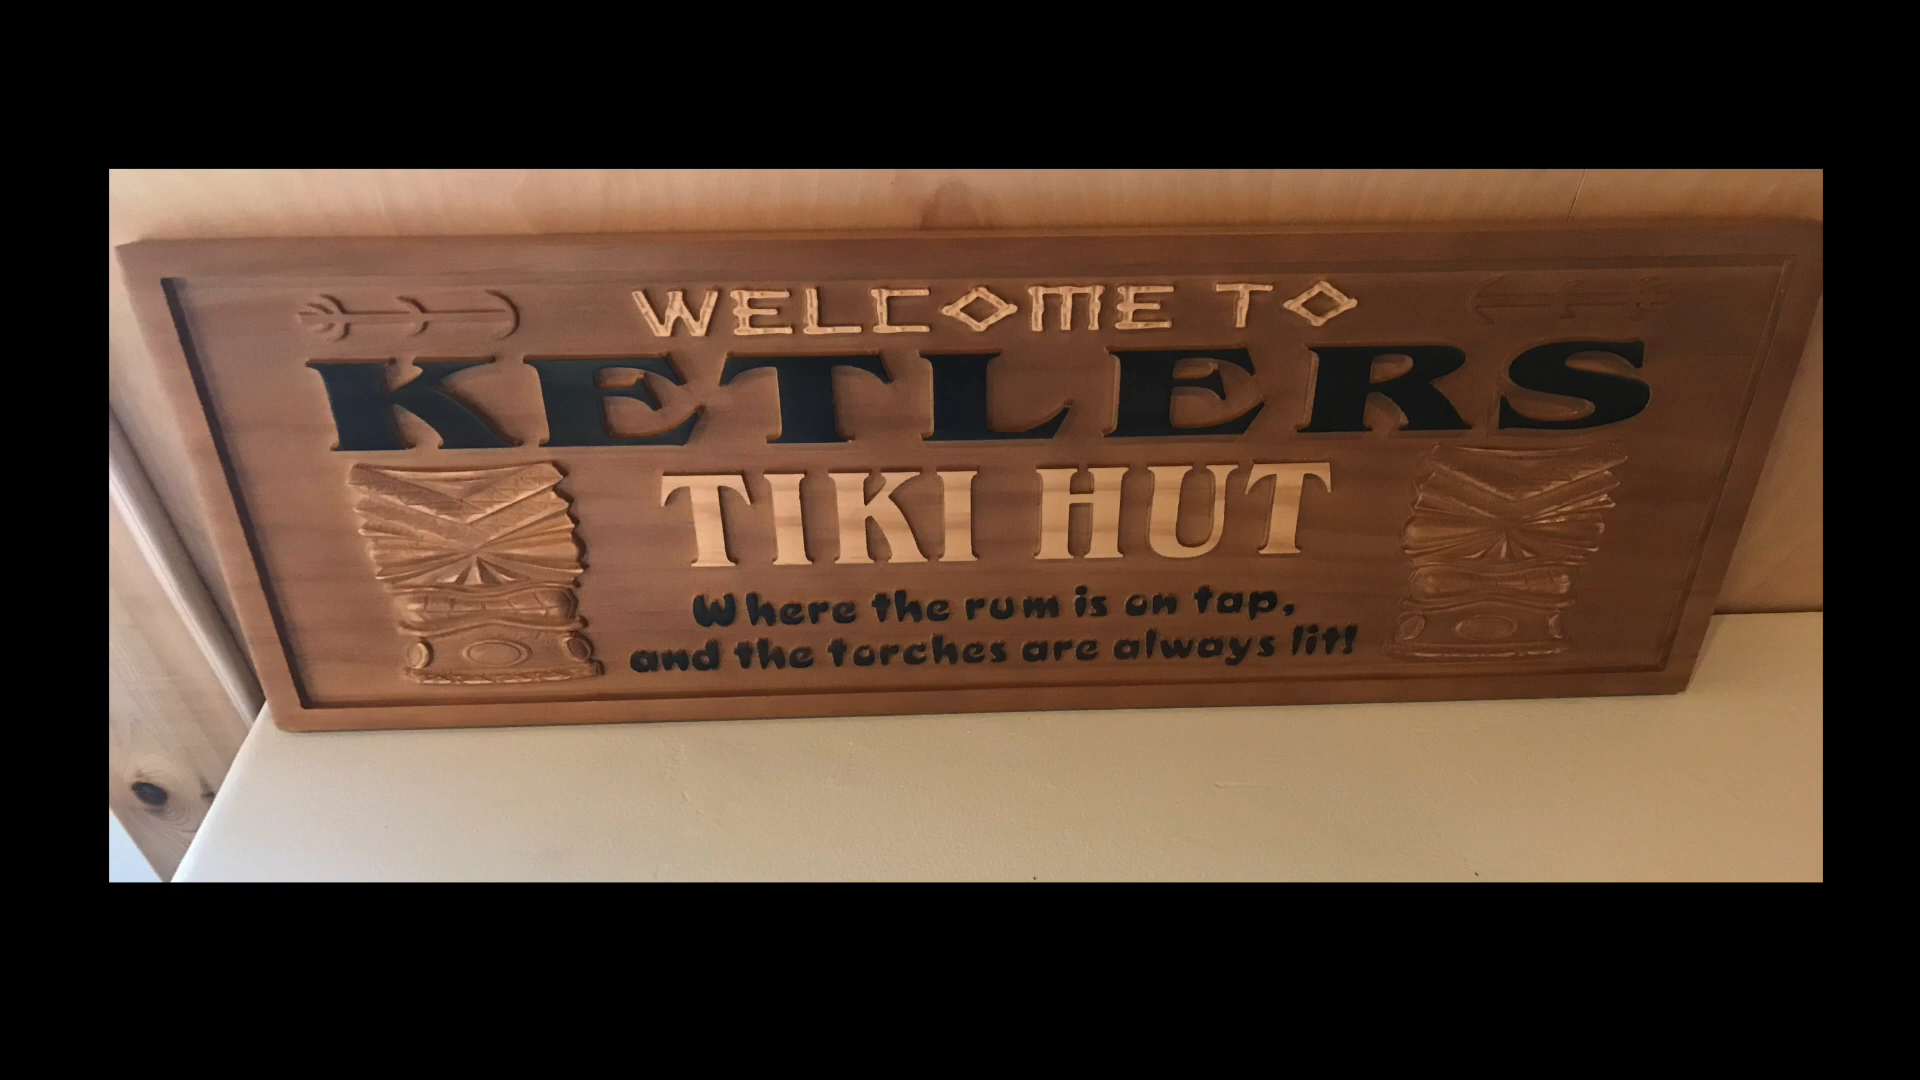 WELCOME TO
KETLERS
TIKI HUT
Where the rum is on tap,
and the torches are always lit!